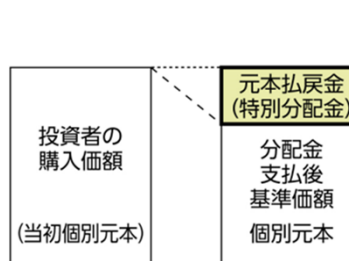 投資者の
購入価額
(当初個別元本)
元本払戻金
(特別分配金)
分配金
支払後
基準価額
個別元本